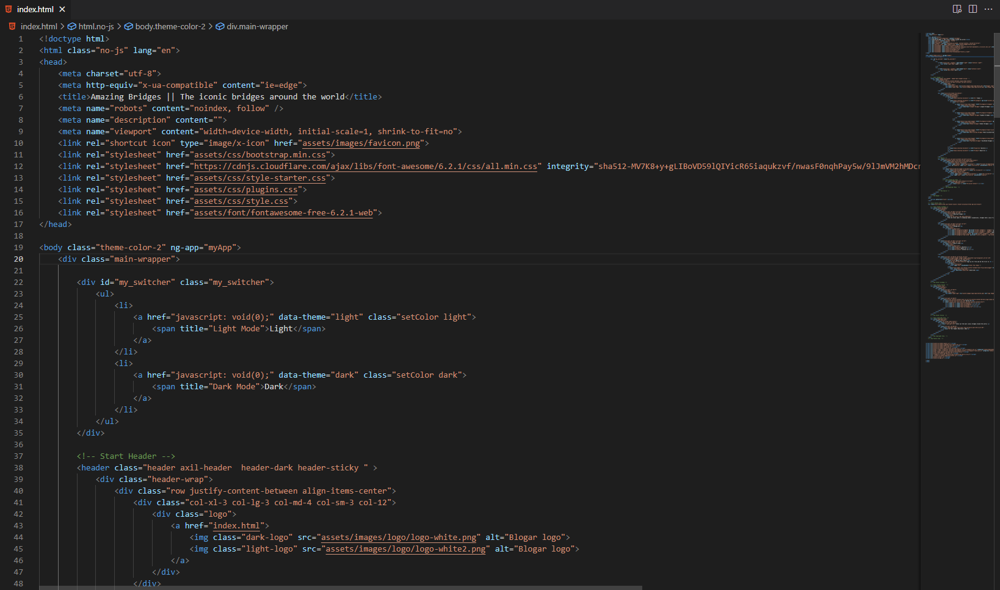 index.html
index.html > html.no-js > body.theme-color-2 > div.main-wrapper
1 <!doctype html>
2 <html class="no-js" lang="en">
3 <head>
4     <meta charset="utf-8">
5     <meta http-equiv="x-ua-compatible" content="ie=edge">
6     <title>Amazing Bridges || The iconic bridges around the world</title>
7     <meta name="robots" content="noindex, follow" />
8     <meta name="description" content="">
9     <meta name="viewport" content="width=device-width, initial-scale=1, shrink-to-fit=no">
10     <link rel="shortcut icon" type="image/x-icon" href="assets/images/favicon.png">
11     <link rel="stylesheet" href="assets/css/bootstrap.min.css">
12     <link rel="stylesheet" href="https://cdnjs.cloudflare.com/ajax/libs/font-awesome/6.2.1/css/all.min.css" integrity="sha512-MV7K8+y+gLIBoVD59lQIYicR65iaqukzvf/nwasF0nqhPay5w/9lJmVM2hMDcr
13     <link rel="stylesheet" href="assets/css/style-starter.css">
14     <link rel="stylesheet" href="assets/css/plugins.css">
15     <link rel="stylesheet" href="assets/css/style.css">
16     <link rel="stylesheet" href="assets/font/fontawesome-free-6.2.1-web">
17 </head>
18
19 <body class="theme-color-2" ng-app="myApp">
20     <div class="main-wrapper">
21
22         <div id="my_switcher" class="my_switcher">
23             <ul>
24                 <li>
25                     <a href="javascript: void(0);" data-theme="light" class="setColor light">
26                         <span title="Light Mode">Light</span>
27                     </a>
28                 </li>
29                 <li>
30                     <a href="javascript: void(0);" data-theme="dark" class="setColor dark">
31                         <span title="Dark Mode">Dark</span>
32                     </a>
33                 </li>
34             </ul>
35         </div>
36
37         <!-- Start Header -->
38         <header class="header axil-header  header-dark header-sticky " >
39             <div class="header-wrap">
40                 <div class="row justify-content-between align-items-center">
41                     <div class="col-xl-3 col-lg-3 col-md-4 col-sm-3 col-12">
42                         <div class="logo">
43                             <a href="index.html">
44                                 <img class="dark-logo" src="assets/images/logo/logo-white.png" alt="Blogar logo">
45                                 <img class="light-logo" src="assets/images/logo/logo-white2.png" alt="Blogar logo">
46                             </a>
47                         </div>
48                     </div>